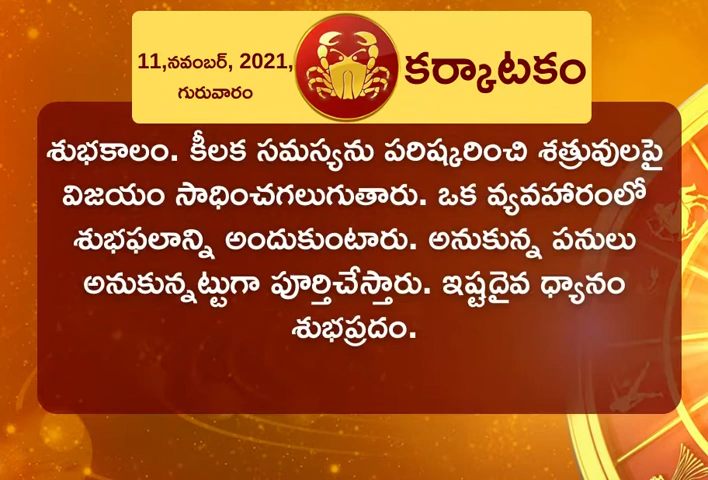 11,నవంబర్, 2021,
గురువారం
కర్కాటకం
శుభకాలం. కీలక సమస్యను పరిష్కరించి శత్రువులపై
విజయం సాధించగలుగుతారు. ఒక వ్యవహారంలో
శుభఫలాన్ని అందుకుంటారు. అనుకున్న పనులు
అనుకున్నట్టుగా పూర్తిచేస్తారు. ఇష్టదైవ ధ్యానం
శుభప్రదం.